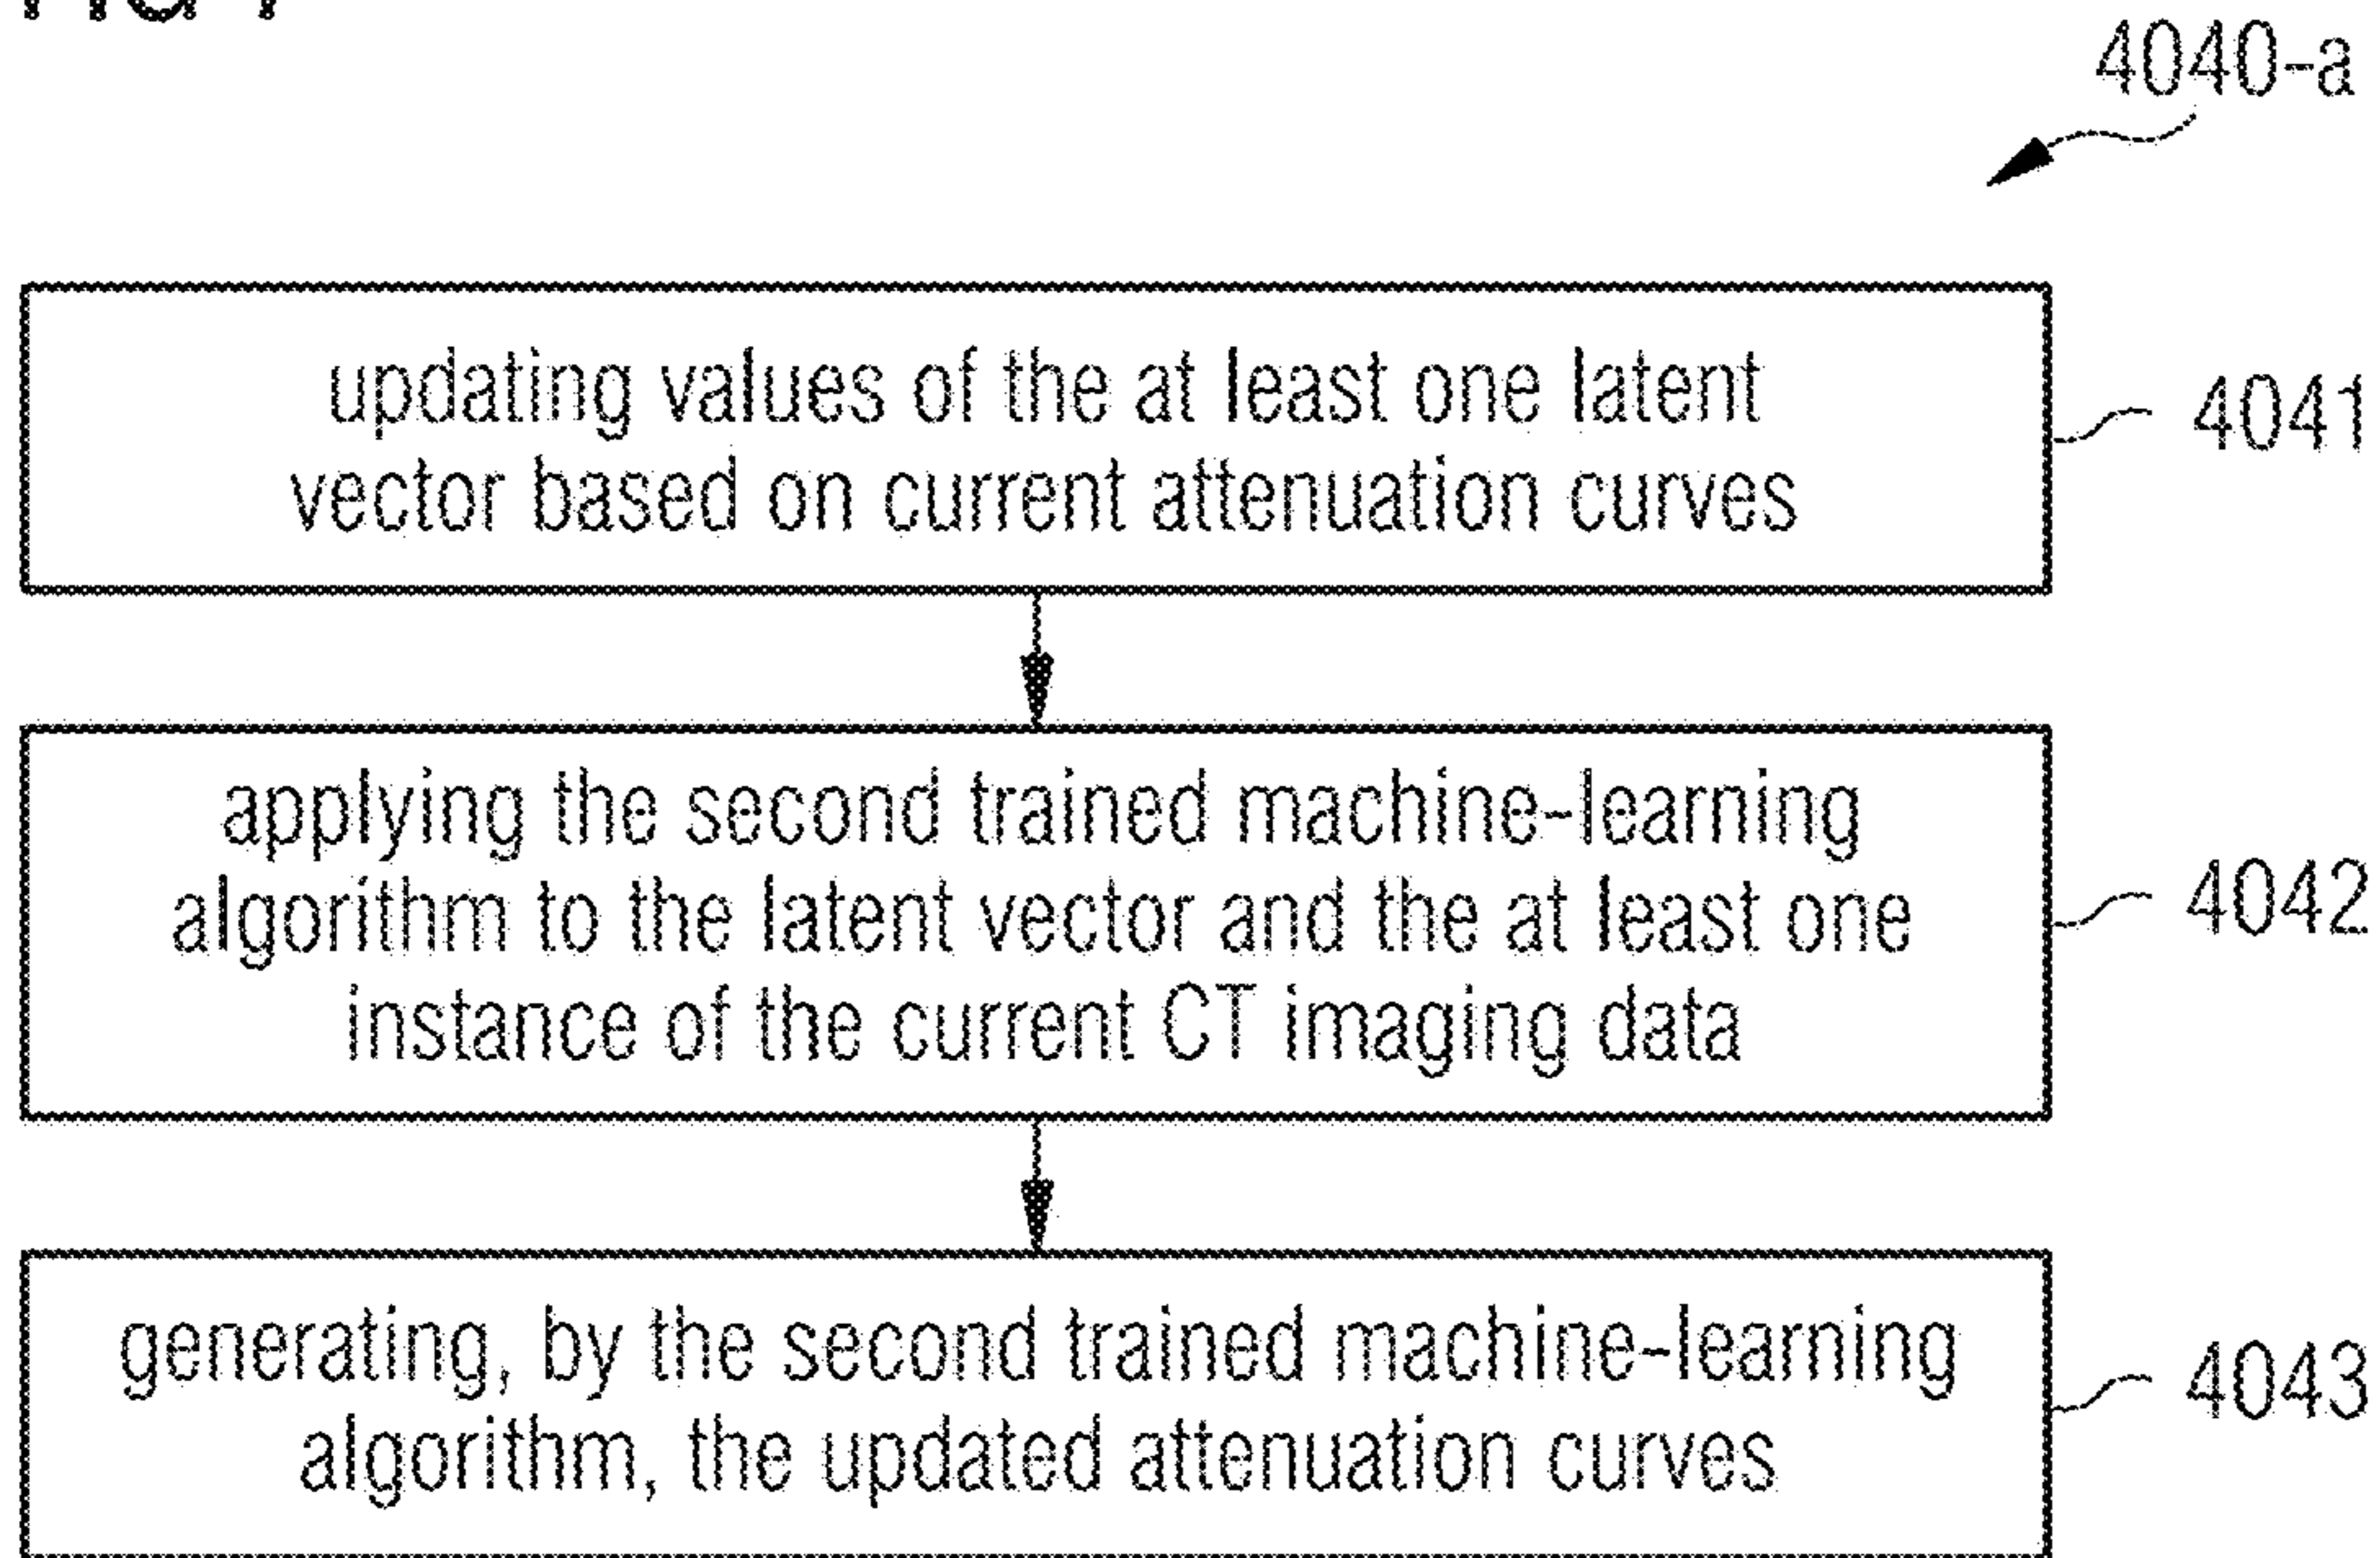 4040-a
updating values of the at least one latent
vector based on current attenuation curves
4041
applying the second trained machine-learning
algorithm to the latent vector and the at least one
instance of the current CT imaging data
4042
generating, by the second trained machine-learning
algorithm, the updated attenuation curves
4043